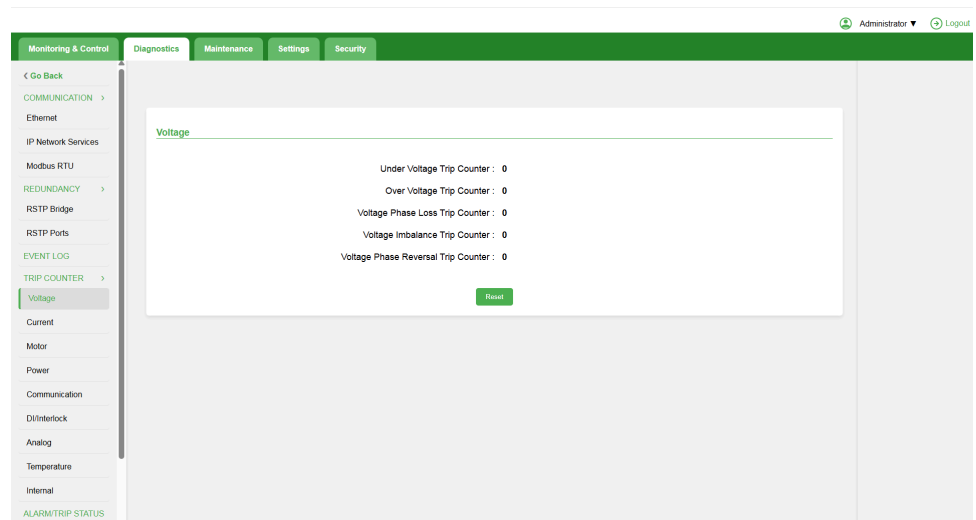 Administrator ▼ Logout
Monitoring & Control Diagnostics Maintenance Settings Security
Go Back
COMMUNICATION
Ethernet
IP Network Services
Modbus RTU
REDUNDANCY
RSTP Bridge
RSTP Ports
EVENT LOG
TRIP COUNTER
Voltage
Current
Motor
Power
Communication
DI/Interlock
Analog
Temperature
Internal
ALARM/TRIP STATUS
Voltage
Under Voltage Trip Counter : 0
Over Voltage Trip Counter : 0
Voltage Phase Loss Trip Counter : 0
Voltage Imbalance Trip Counter : 0
Voltage Phase Reversal Trip Counter : 0
Reset